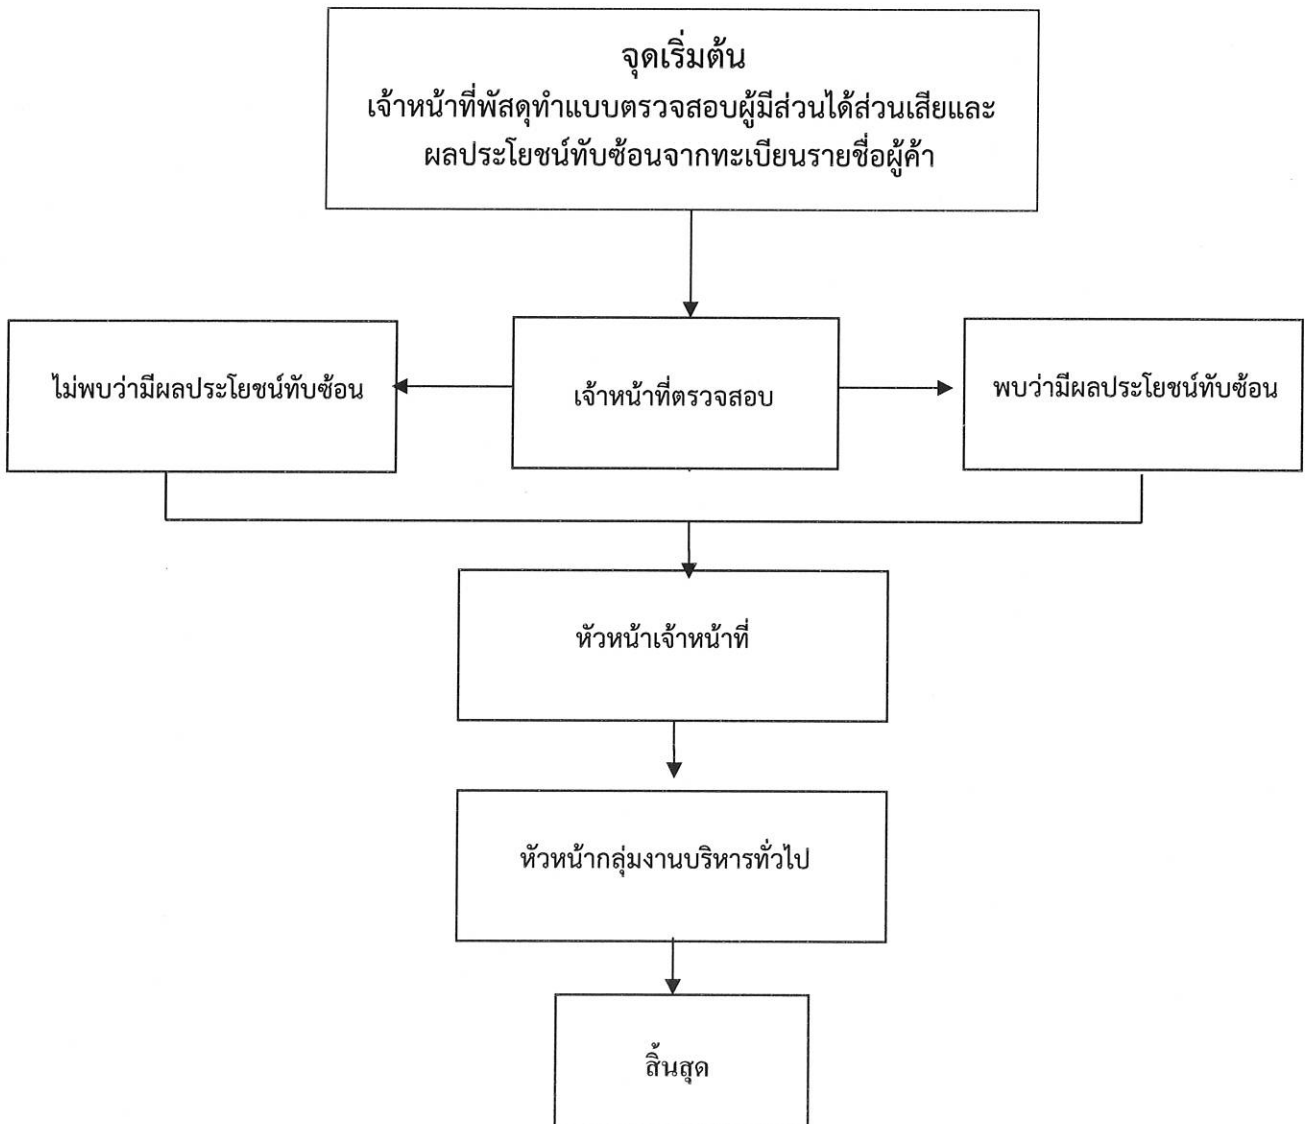 จุดเริ่มต้น
เจ้าหน้าที่พัสดุทำแบบตรวจสอบผู้มีส่วนได้ส่วนเสียและ
ผลประโยชน์ทับซ้อนจากทะเบียนรายชื่อผู้ค้า
ไม่พบว่ามีผลประโยชน์ทับซ้อน
เจ้าหน้าที่ตรวจสอบ
พบว่ามีผลประโยชน์ทับซ้อน
หัวหน้าเจ้าหน้าที่
หัวหน้ากลุ่มงานบริหารทั่วไป
สิ้นสุด